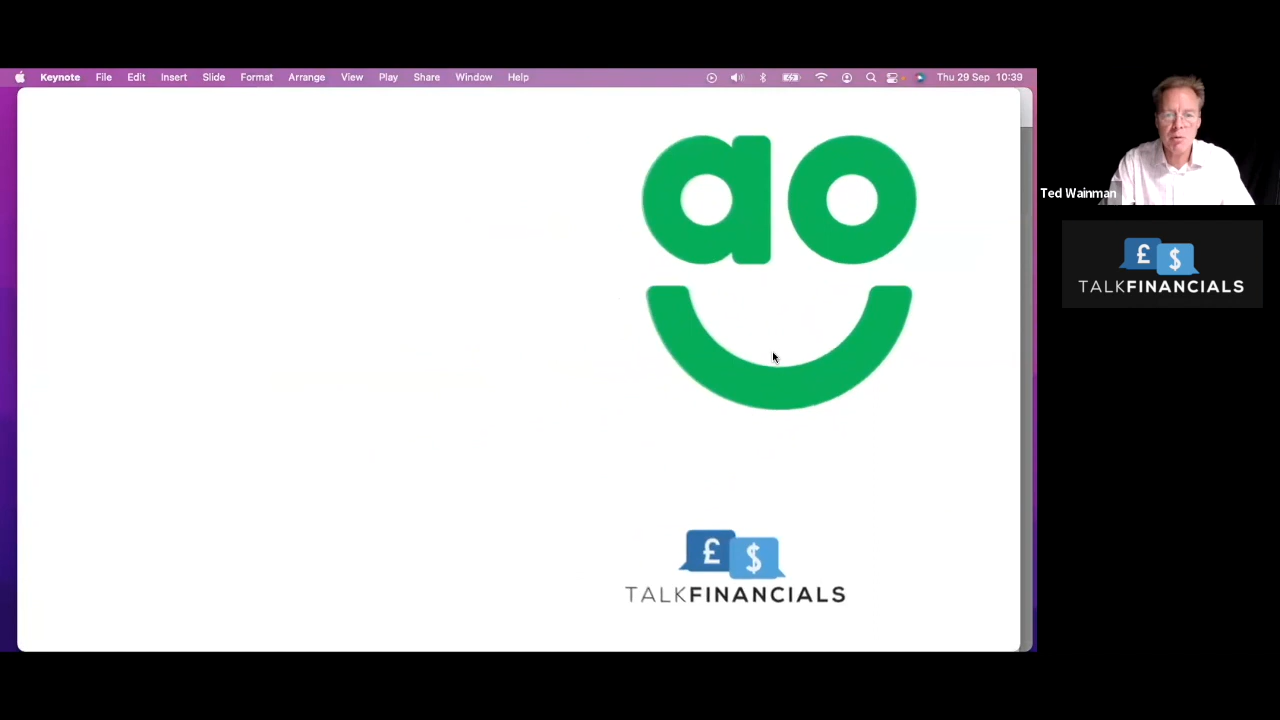 Keynote File Edit Insert Slide Format Arrange View Play Share Window Help Thu 29 Sep 10:39
ao
Ted Wainman
£ $
TALKFINANCIALS
£ $
TALKFINANCIALS